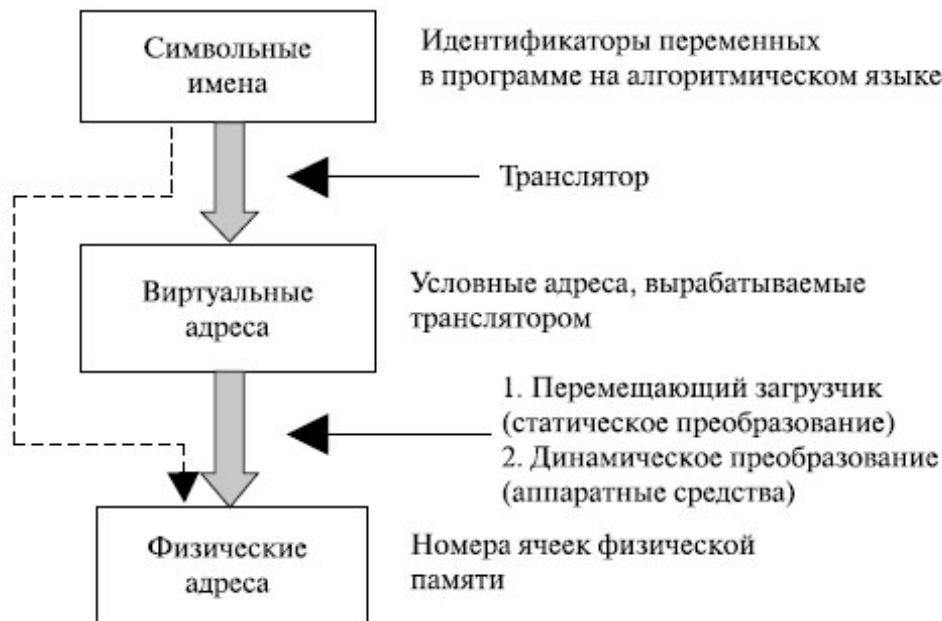 Символьные
имена
Идентификаторы переменных
в программе на алгоритмическом языке
Транслятор
Виртуальные
адреса
Условные адреса, вырабатываемые
транслятором
1. Перемещающий загрузчик
(статическое преобразование)
2. Динамическое преобразование
(аппаратные средства)
Физические
адреса
Номера ячеек физической
памяти